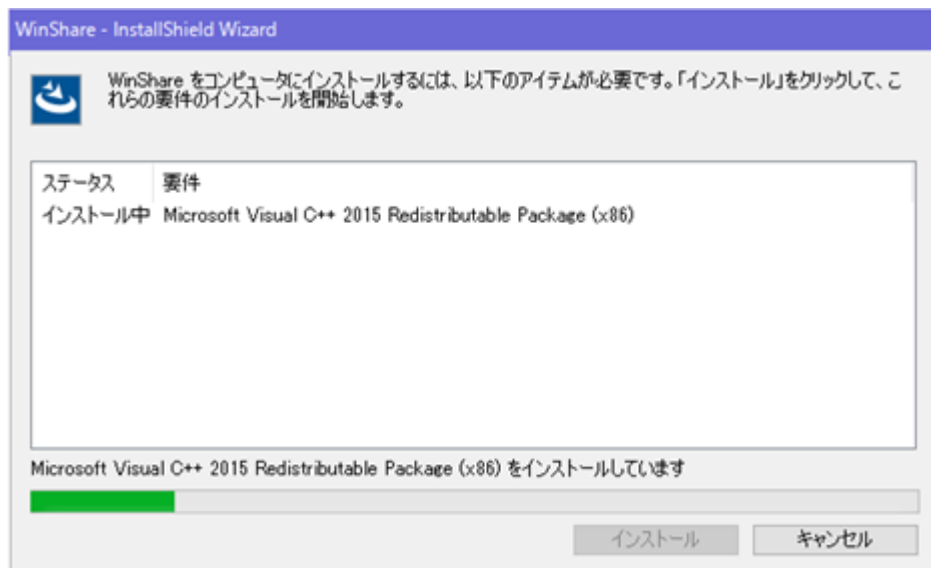 WinShare - InstallShield Wizard
WinShare をコンピュータにインストールするには、以下のアイテムが必要です。「インストール」をクリックして、こ
れらの要件のインストールを開始します。
ステータス 要件
インストール中 Microsoft Visual C++ 2015 Redistributable Package (x86)
Microsoft Visual C++ 2015 Redistributable Package (x86) をインストールしています
インストール キャンセル